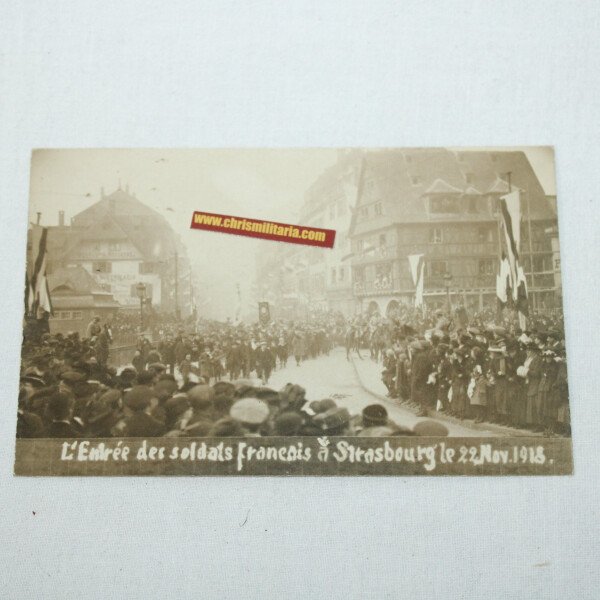 www.chrismilitaria.com
L'Entrée des soldats français à Strasbourg le 22 Nov. 1918.